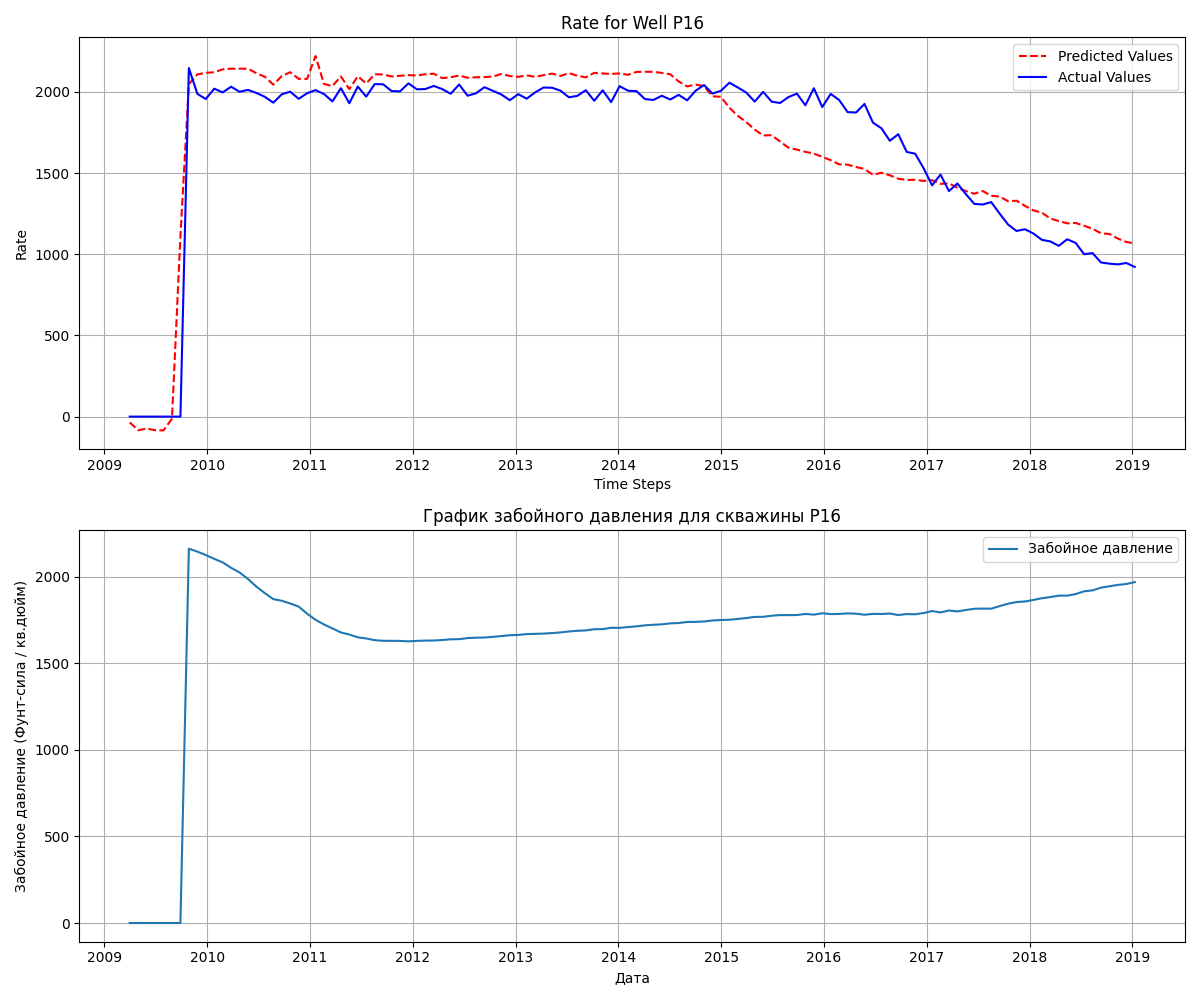 Rate for Well P16
Predicted Values
Actual Values
Rate
2000
1500
1000
500
0
2009 2010 2011 2012 2013 2014 2015 2016 2017 2018 2019
Time Steps
График забойного давления для скважины P16
Забойное давление
Забойное давление (Фунт-сила / кв.дюйм)
2000
1500
1000
500
0
2009 2010 2011 2012 2013 2014 2015 2016 2017 2018 2019
Дата